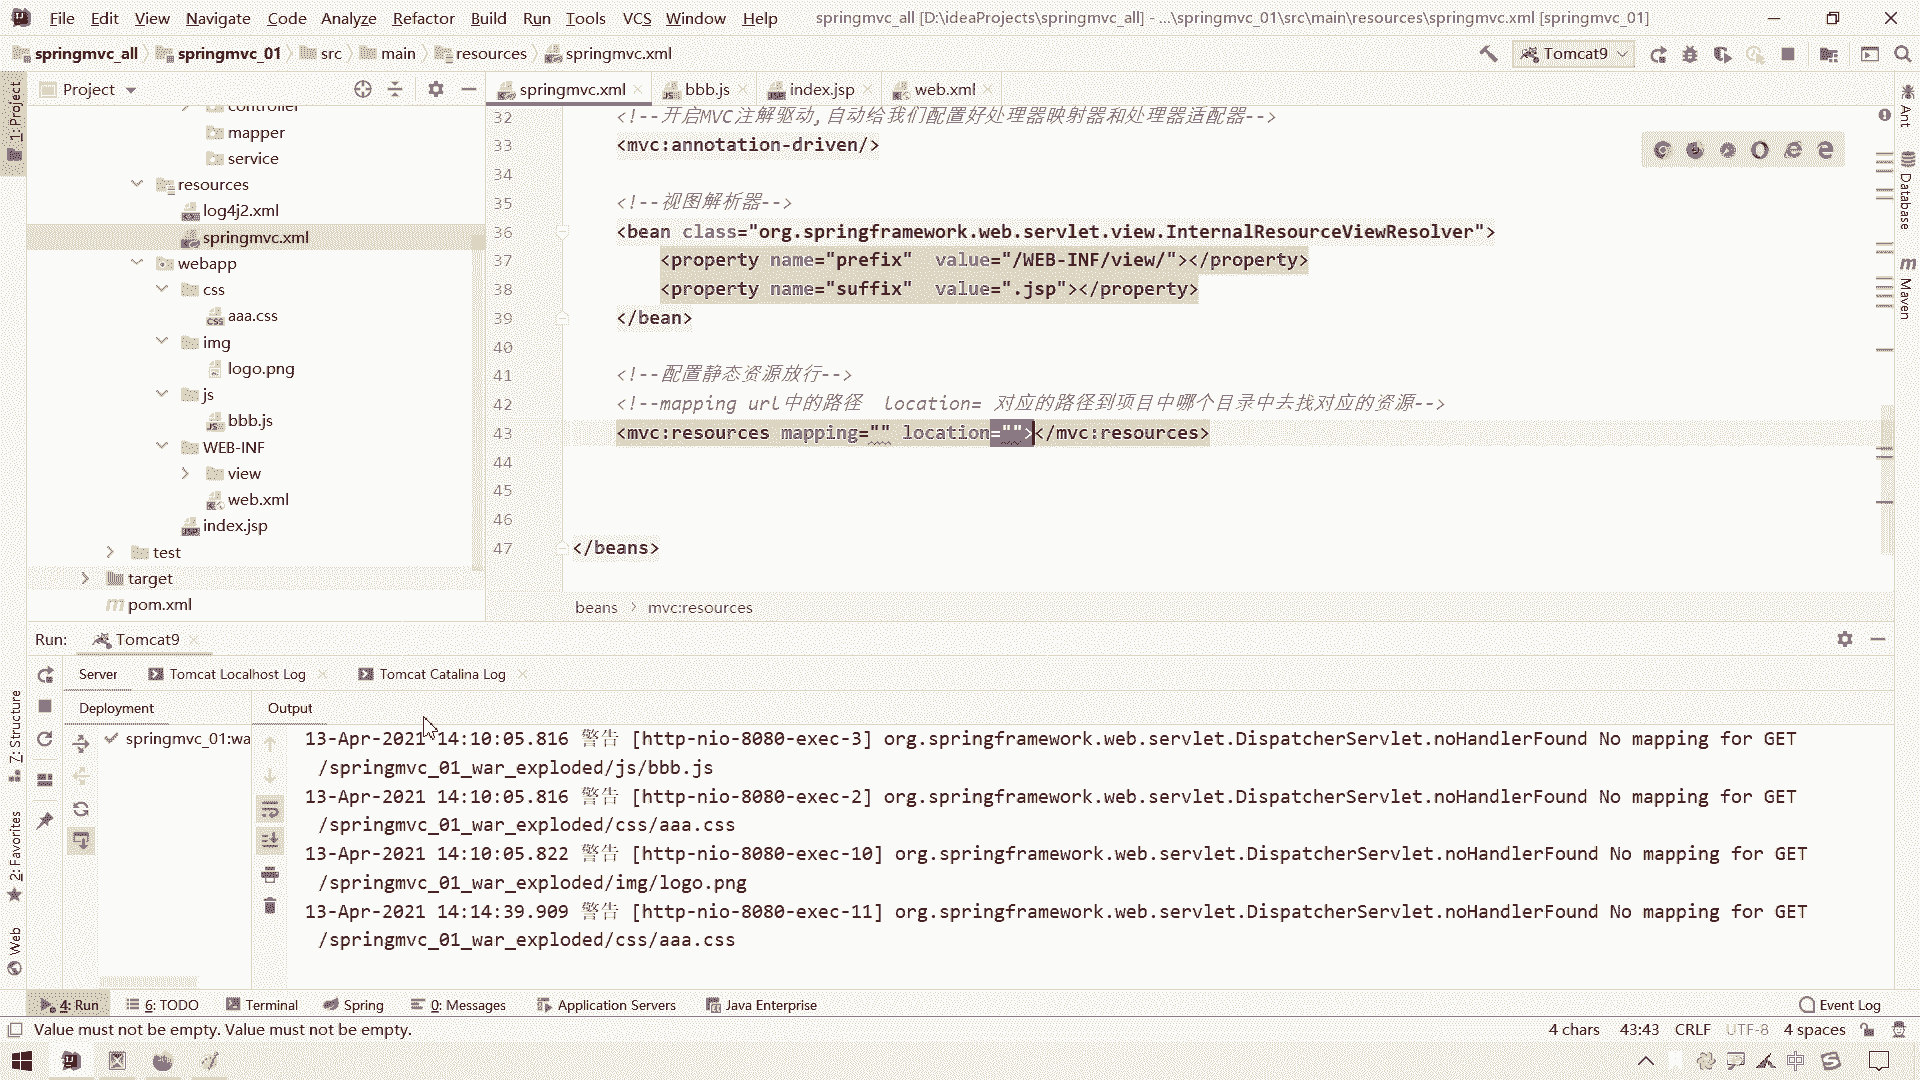 File Edit View Navigate Code Analyze Refactor Build Run Tools VCS Window Help springmvc_all [D:\ideaProjects\springmvc_all] - ...\springmvc_01\src\main\resources\springmvc.xml [springmvc_01]
springmvc_all springmvc_01 src main resources springmvc.xml Tomcat9
1: Project
Project
controller
mapper
service
resources
log4j2.xml
springmvc.xml
webapp
css
aaa.css
img
logo.png
js
bbb.js
WEB-INF
view
web.xml
index.jsp
test
target
pom.xml
springmvc.xml bbb.js index.jsp web.xml
32 <!--开启MVC注解驱动,自动给我们配置好处理器映射器和处理器适配器-->
33 <mvc:annotation-driven/>
34
35 <!--视图解析器-->
36 <bean class="org.springframework.web.servlet.view.InternalResourceViewResolver">
37 <property name="prefix"  value="/WEB-INF/view/"></property>
38 <property name="suffix"  value=".jsp"></property>
39 </bean>
40
41 <!--配置静态资源放行-->
42 <!--mapping url中的路径  location= 对应的路径到项目中哪个目录中去找对应的资源-->
43 <mvc:resources mapping="" location=""></mvc:resources>
44
45
46
47 </beans>
beans mvc:resources
Ant
Database
m Maven
Run: Tomcat9
Server Tomcat Localhost Log Tomcat Catalina Log
Deployment Output
springmvc_01:wa
13-Apr-2021 14:10:05.816 警告 [http-nio-8080-exec-3] org.springframework.web.servlet.DispatcherServlet.noHandlerFound No mapping for GET
/springmvc_01_war_exploded/js/bbb.js
13-Apr-2021 14:10:05.816 警告 [http-nio-8080-exec-2] org.springframework.web.servlet.DispatcherServlet.noHandlerFound No mapping for GET
/springmvc_01_war_exploded/css/aaa.css
13-Apr-2021 14:10:05.822 警告 [http-nio-8080-exec-10] org.springframework.web.servlet.DispatcherServlet.noHandlerFound No mapping for GET
/springmvc_01_war_exploded/img/logo.png
13-Apr-2021 14:14:39.909 警告 [http-nio-8080-exec-11] org.springframework.web.servlet.DispatcherServlet.noHandlerFound No mapping for GET
/springmvc_01_war_exploded/css/aaa.css
7: Structure
2: Favorites
Web
4: Run 6: TODO Terminal Spring 0: Messages Application Servers Java Enterprise Event Log
Value must not be empty. Value must not be empty. 4 chars 43:43 CRLF UTF-8 4 spaces
中